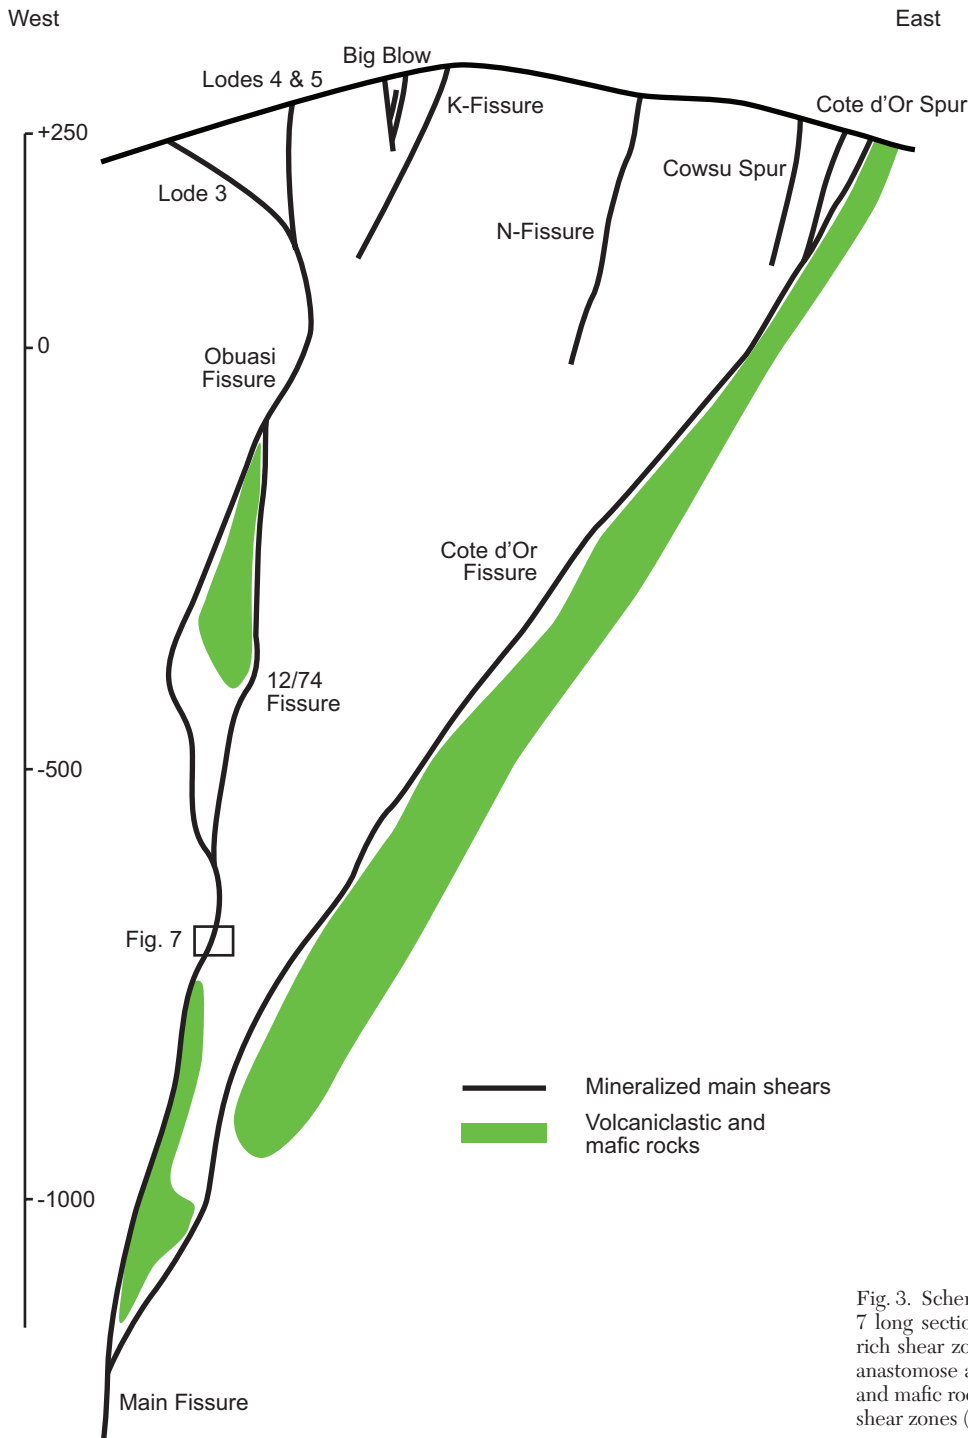 West
East
Big Blow
Lodes 4 & 5
K-Fissure
Cote d'Or Spur
+250
Cowsu Spur
Lode 3
N-Fissure
0
Obuasi
Fissure
Cote d'Or
Fissure
12/74
Fissure
-500
Fig. 7
Mineralized main shears
Volcaniclastic and
mafic rocks
-1000
Main Fissure
Fig. 3. Scher
7 long sectio
rich shear zo
anastomose a
and mafic roc
shear zones (